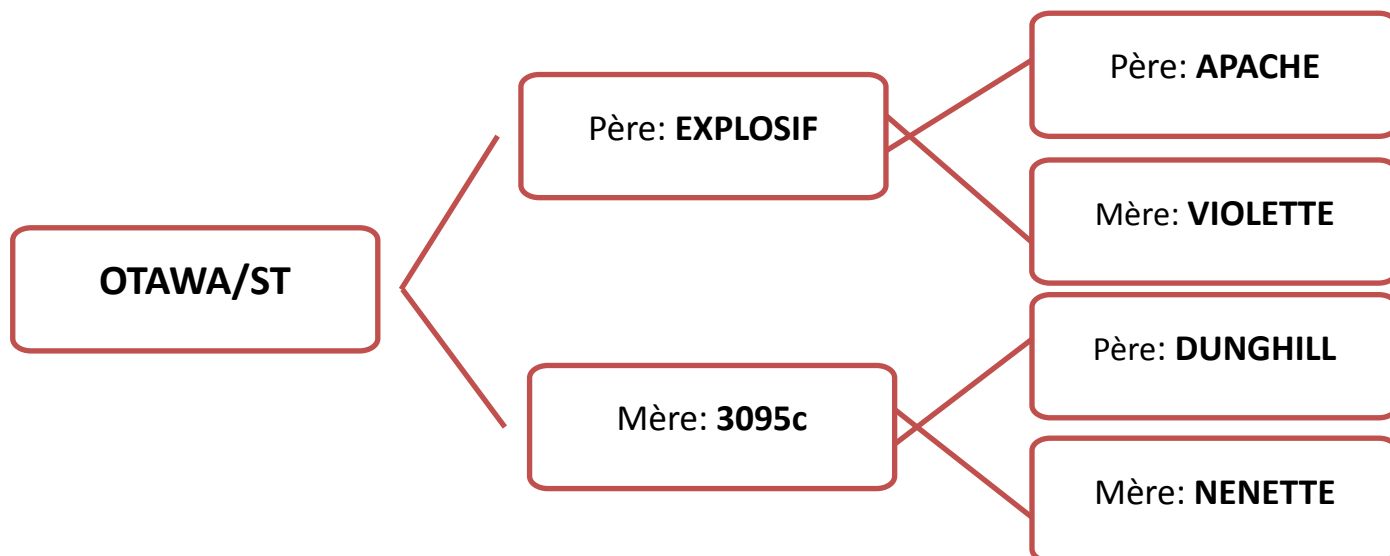 Père: APACHE
Père: EXPLOSIF
Mère: VIOLETTE
OTAWA/ST
Père: DUNGHILL
Mère: 3095c
Mère: NENETTE